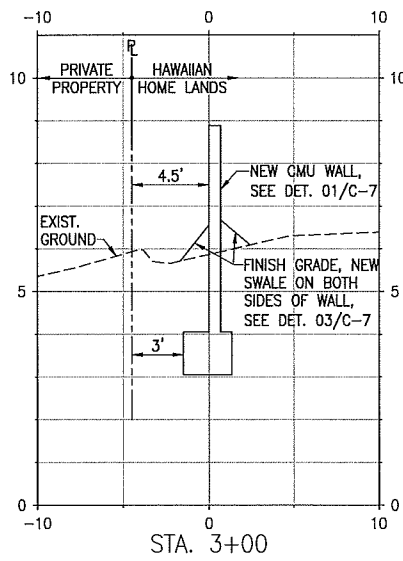 -10 0 10
PL
10 PRIVATE HAWAIIAN 10
PROPERTY HOME LANDS
4.5'
NEW CMU WALL,
SEE DET. 01/C-7
EXIST.
GROUND
FINISH GRADE, NEW
SWALE ON BOTH
SIDES OF WALL,
SEE DET. 03/C-7
5 5
3'
0 0
-10 0 10
STA. 3+00